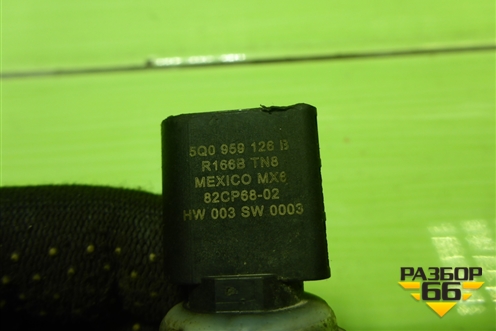 5Q0 959 126 B
R166B TN8
MEXICO MX6
82CP68-02
HW 003 SW 0003
РАЗБОР
66